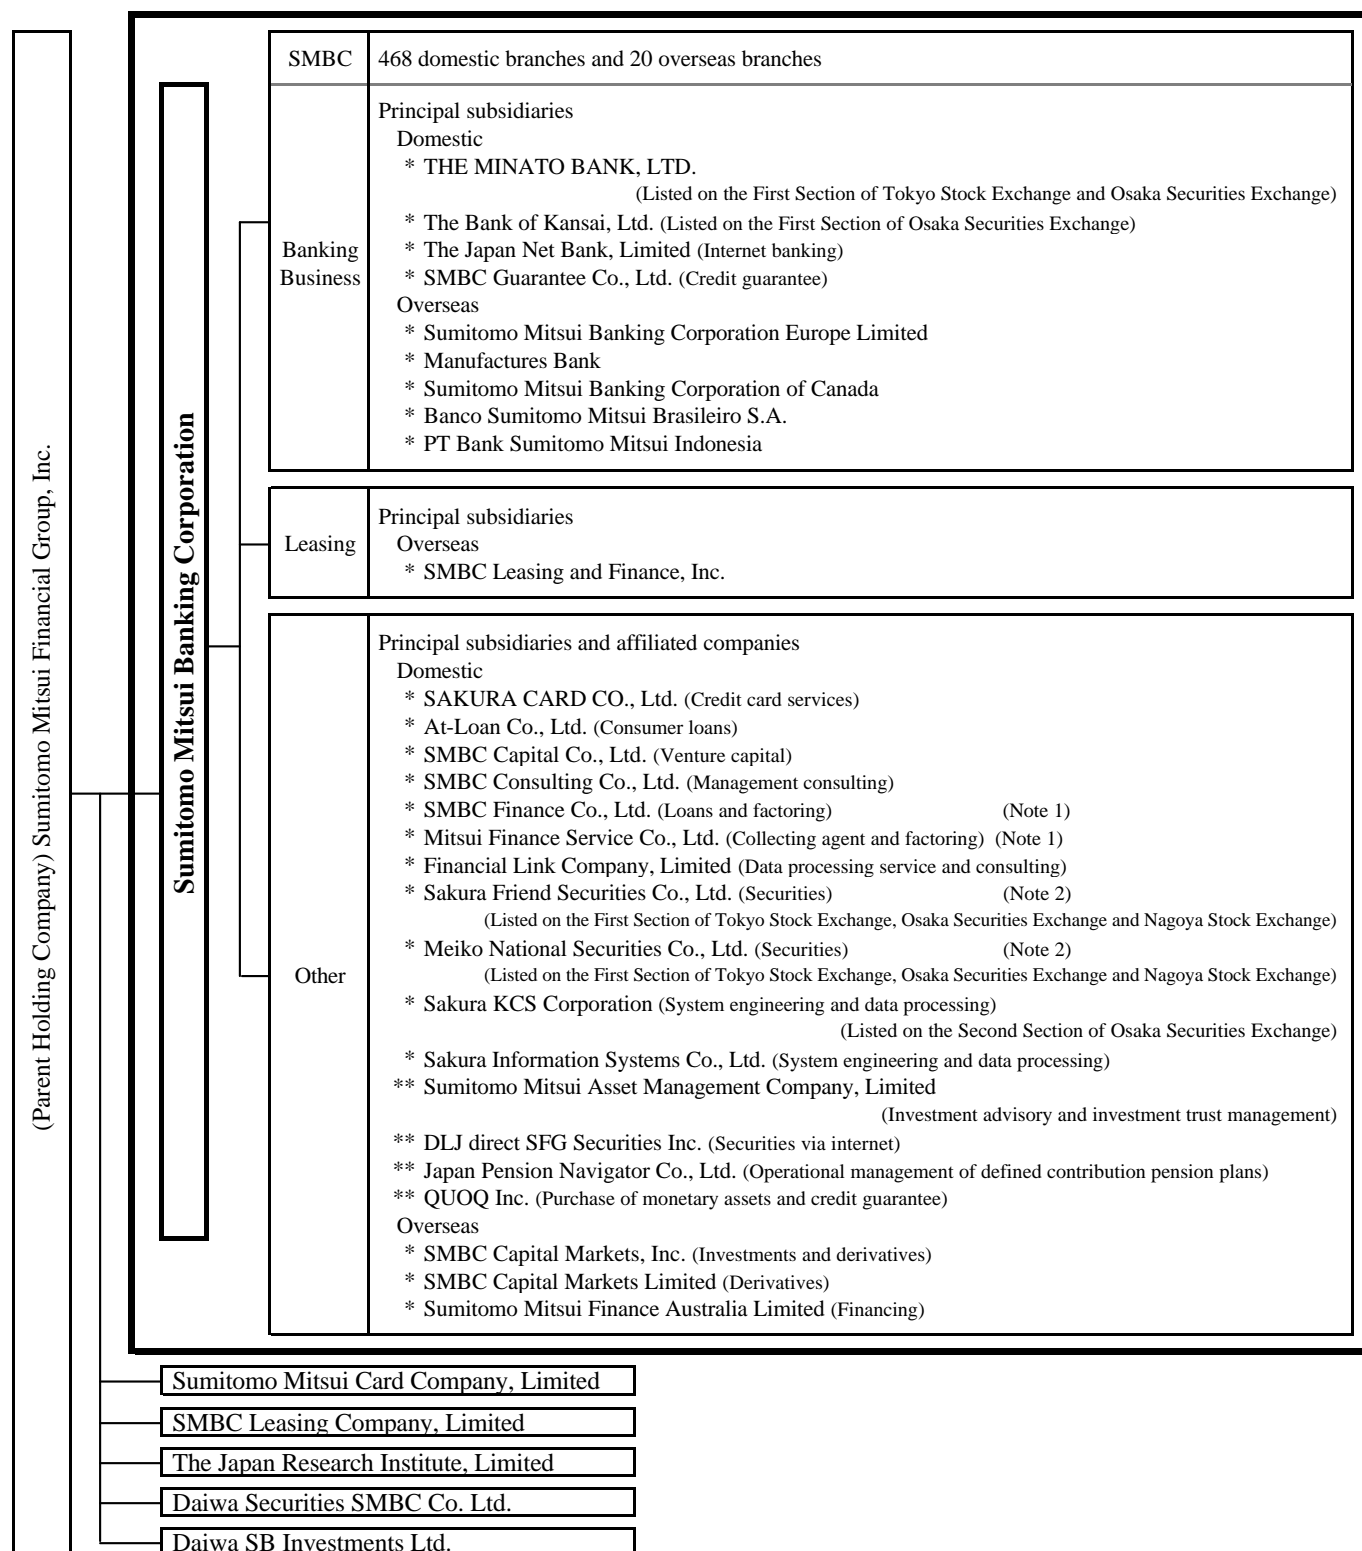 (Parent Holding Company) Sumitomo Mitsui Financial Group, Inc.
Sumitomo Mitsui Banking Corporation
SMBC
468 domestic branches and 20 overseas branches
Banking
Business
Principal subsidiaries
Domestic
* THE MINATO BANK, LTD.
(Listed on the First Section of Tokyo Stock Exchange and Osaka Securities Exchange)
* The Bank of Kansai, Ltd. (Listed on the First Section of Osaka Securities Exchange)
* The Japan Net Bank, Limited (Internet banking)
* SMBC Guarantee Co., Ltd. (Credit guarantee)
Overseas
* Sumitomo Mitsui Banking Corporation Europe Limited
* Manufactures Bank
* Sumitomo Mitsui Banking Corporation of Canada
* Banco Sumitomo Mitsui Brasileiro S.A.
* PT Bank Sumitomo Mitsui Indonesia
Leasing
Principal subsidiaries
Overseas
* SMBC Leasing and Finance, Inc.
Other
Principal subsidiaries and affiliated companies
Domestic
* SAKURA CARD CO., Ltd. (Credit card services)
* At-Loan Co., Ltd. (Consumer loans)
* SMBC Capital Co., Ltd. (Venture capital)
* SMBC Consulting Co., Ltd. (Management consulting)
* SMBC Finance Co., Ltd. (Loans and factoring) (Note 1)
* Mitsui Finance Service Co., Ltd. (Collecting agent and factoring) (Note 1)
* Financial Link Company, Limited (Data processing service and consulting)
* Sakura Friend Securities Co., Ltd. (Securities) (Note 2)
(Listed on the First Section of Tokyo Stock Exchange, Osaka Securities Exchange and Nagoya Stock Exchange)
* Meiko National Securities Co., Ltd. (Securities) (Note 2)
(Listed on the First Section of Tokyo Stock Exchange, Osaka Securities Exchange and Nagoya Stock Exchange)
* Sakura KCS Corporation (System engineering and data processing)
(Listed on the Second Section of Osaka Securities Exchange)
* Sakura Information Systems Co., Ltd. (System engineering and data processing)
** Sumitomo Mitsui Asset Management Company, Limited
(Investment advisory and investment trust management)
** DLJ direct SFG Securities Inc. (Securities via internet)
** Japan Pension Navigator Co., Ltd. (Operational management of defined contribution pension plans)
** QUOQ Inc. (Purchase of monetary assets and credit guarantee)
Overseas
* SMBC Capital Markets, Inc. (Investments and derivatives)
* SMBC Capital Markets Limited (Derivatives)
* Sumitomo Mitsui Finance Australia Limited (Financing)
Sumitomo Mitsui Card Company, Limited
SMBC Leasing Company, Limited
The Japan Research Institute, Limited
Daiwa Securities SMBC Co. Ltd.
Daiwa SB Investments Ltd.